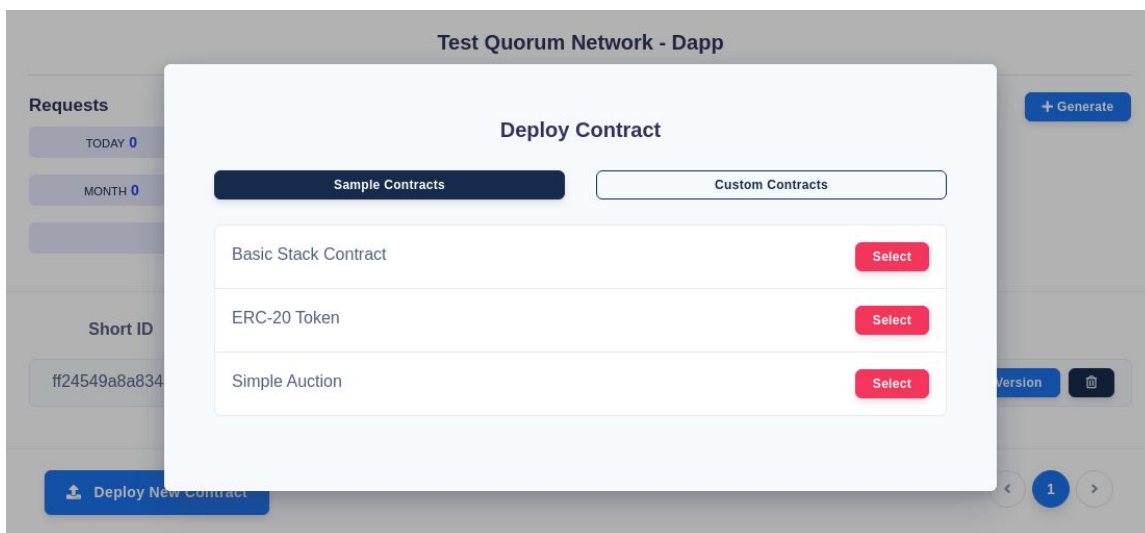 Test Quorum Network - Dapp
Requests
Generate
TODAY 0
MONTH 0
Deploy Contract
Sample Contracts
Custom Contracts
Basic Stack Contract
Select
ERC-20 Token
Select
Simple Auction
Select
Short ID
ff24549a8a834
Version
Deploy New Contract
1